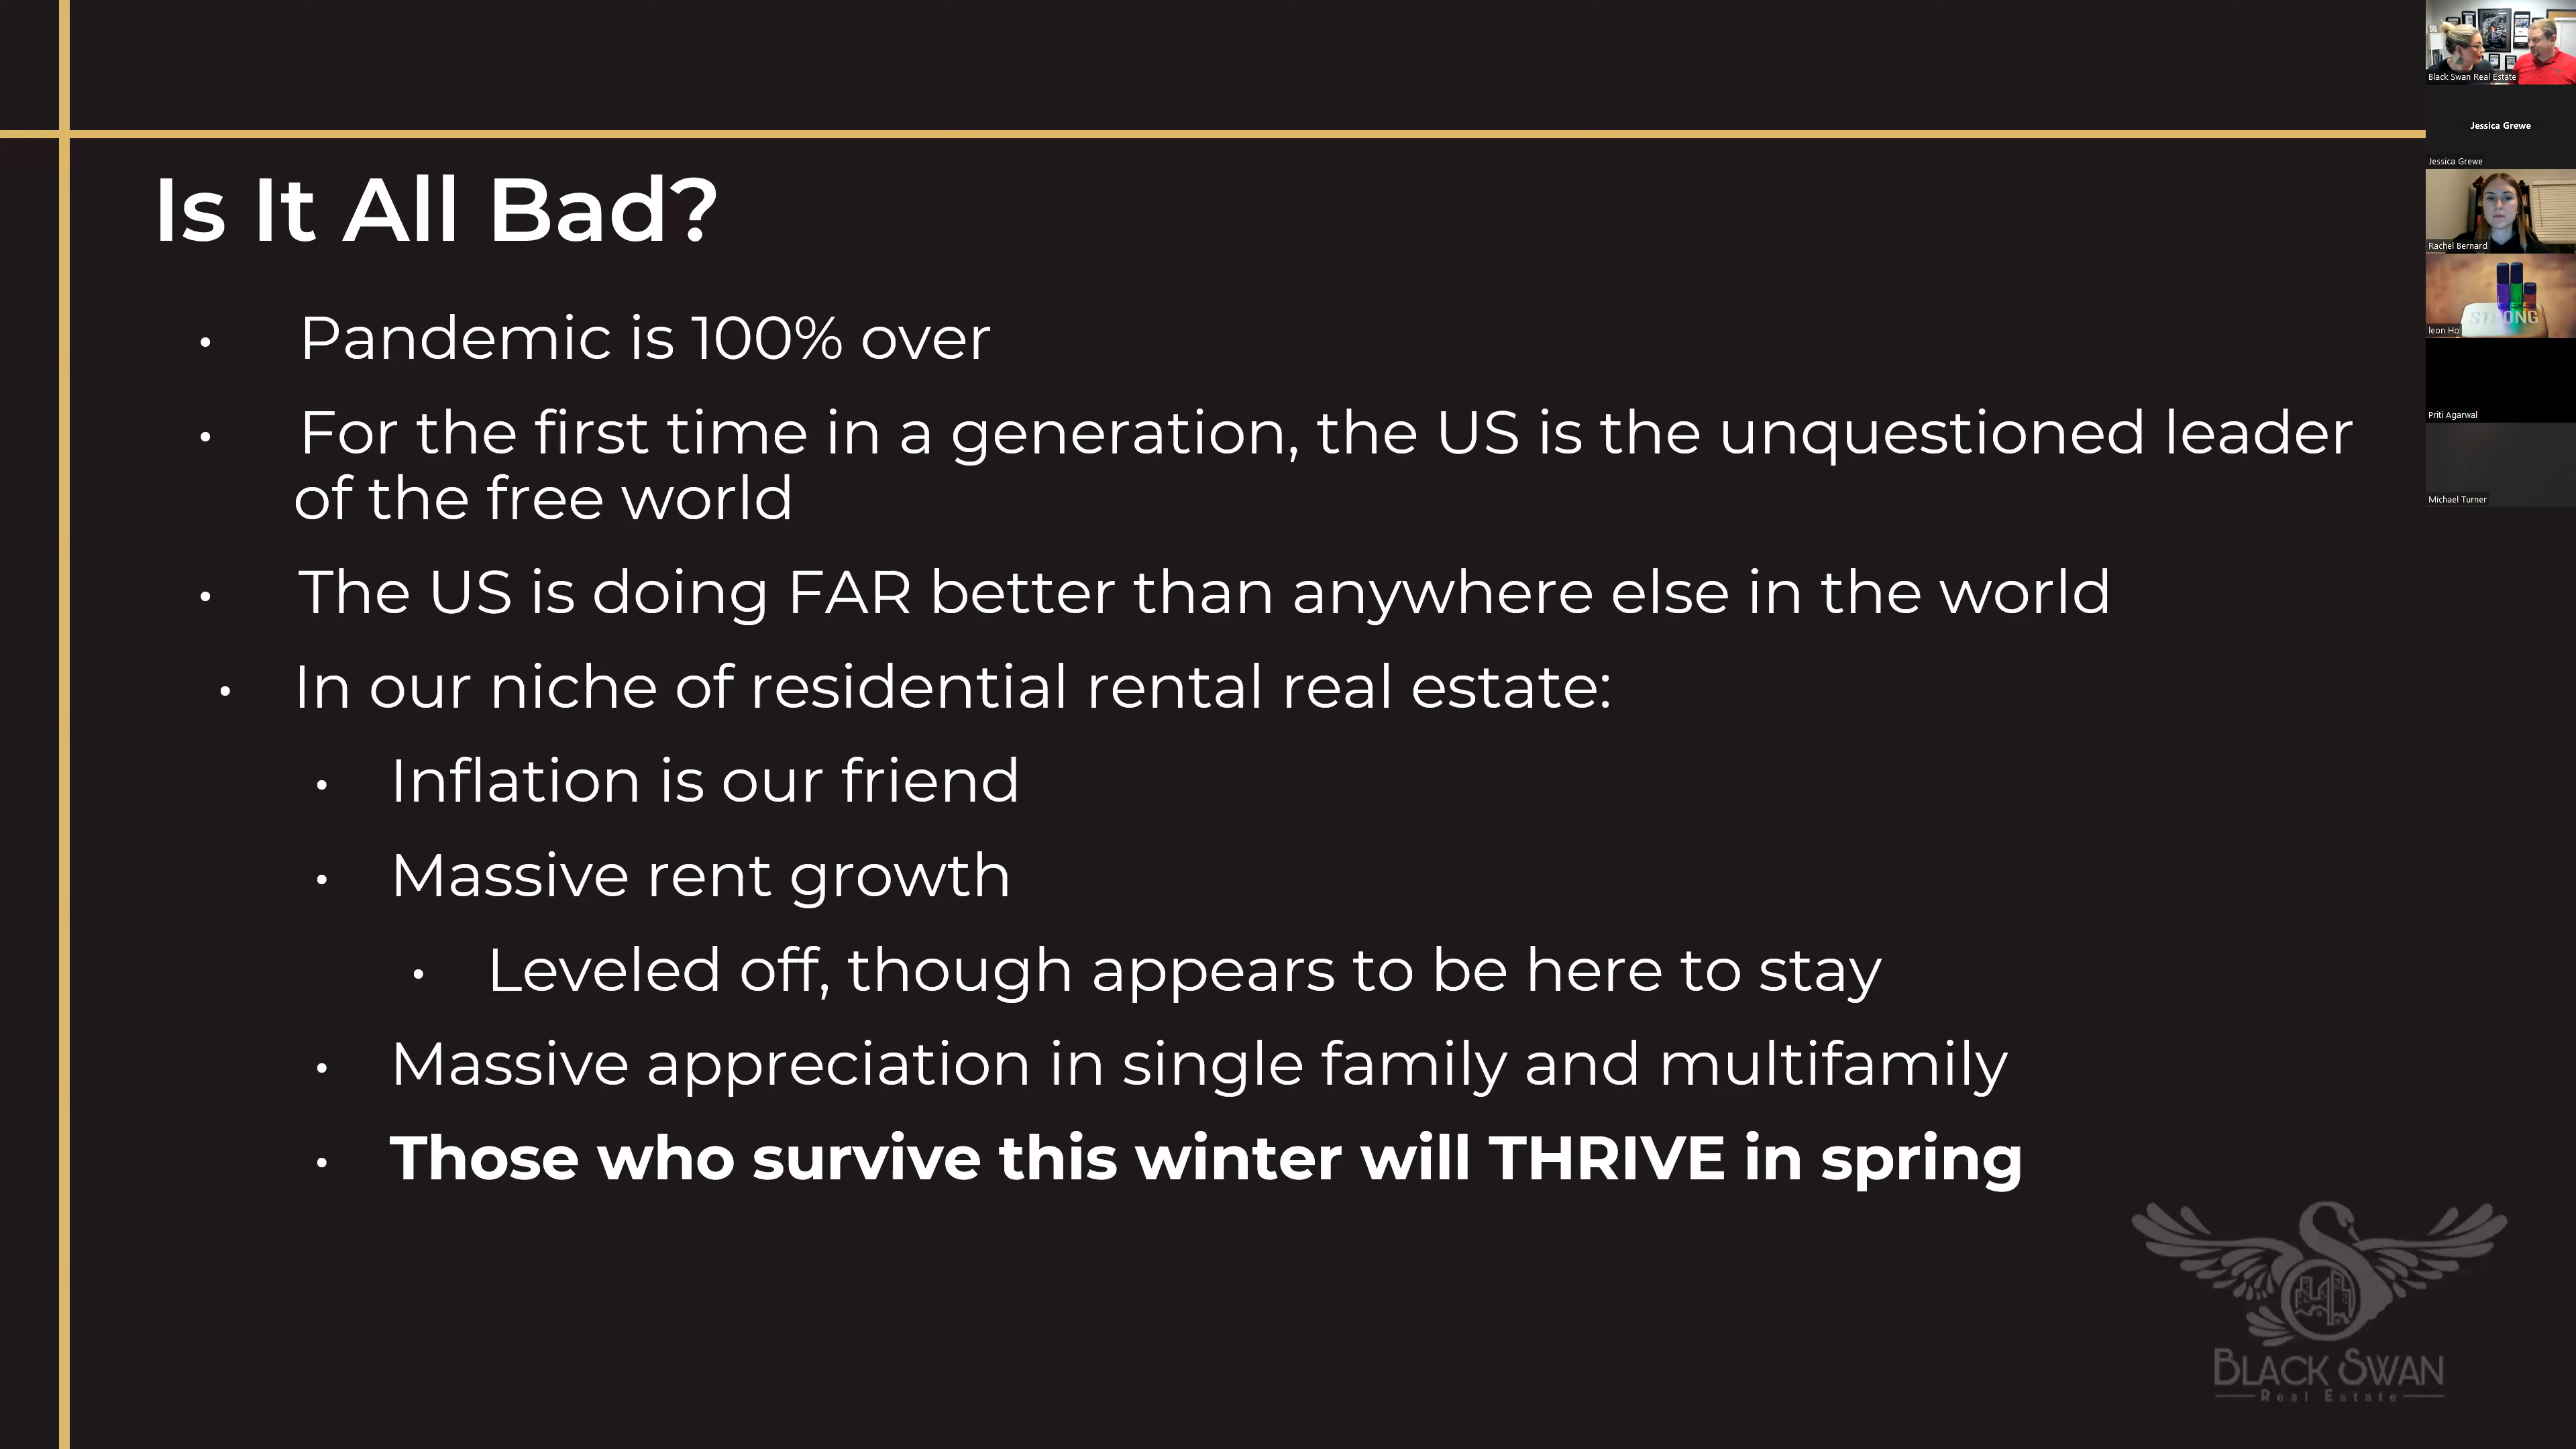 Is It All Bad?
• Pandemic is 100% over
• For the first time in a generation, the US is the unquestioned leader
of the free world
• The US is doing FAR better than anywhere else in the world
• In our niche of residential rental real estate:
• Inflation is our friend
• Massive rent growth
• Leveled off, though appears to be here to stay
• Massive appreciation in single family and multifamily
• Those who survive this winter will THRIVE in spring
BLACK SWAN
Real Estate
Black Swan Real Estate
Jessica Grewe
Jessica Grewe
Rachel Bernard
STRONG
leon Ho
Priti Agarwal
Michael Turner